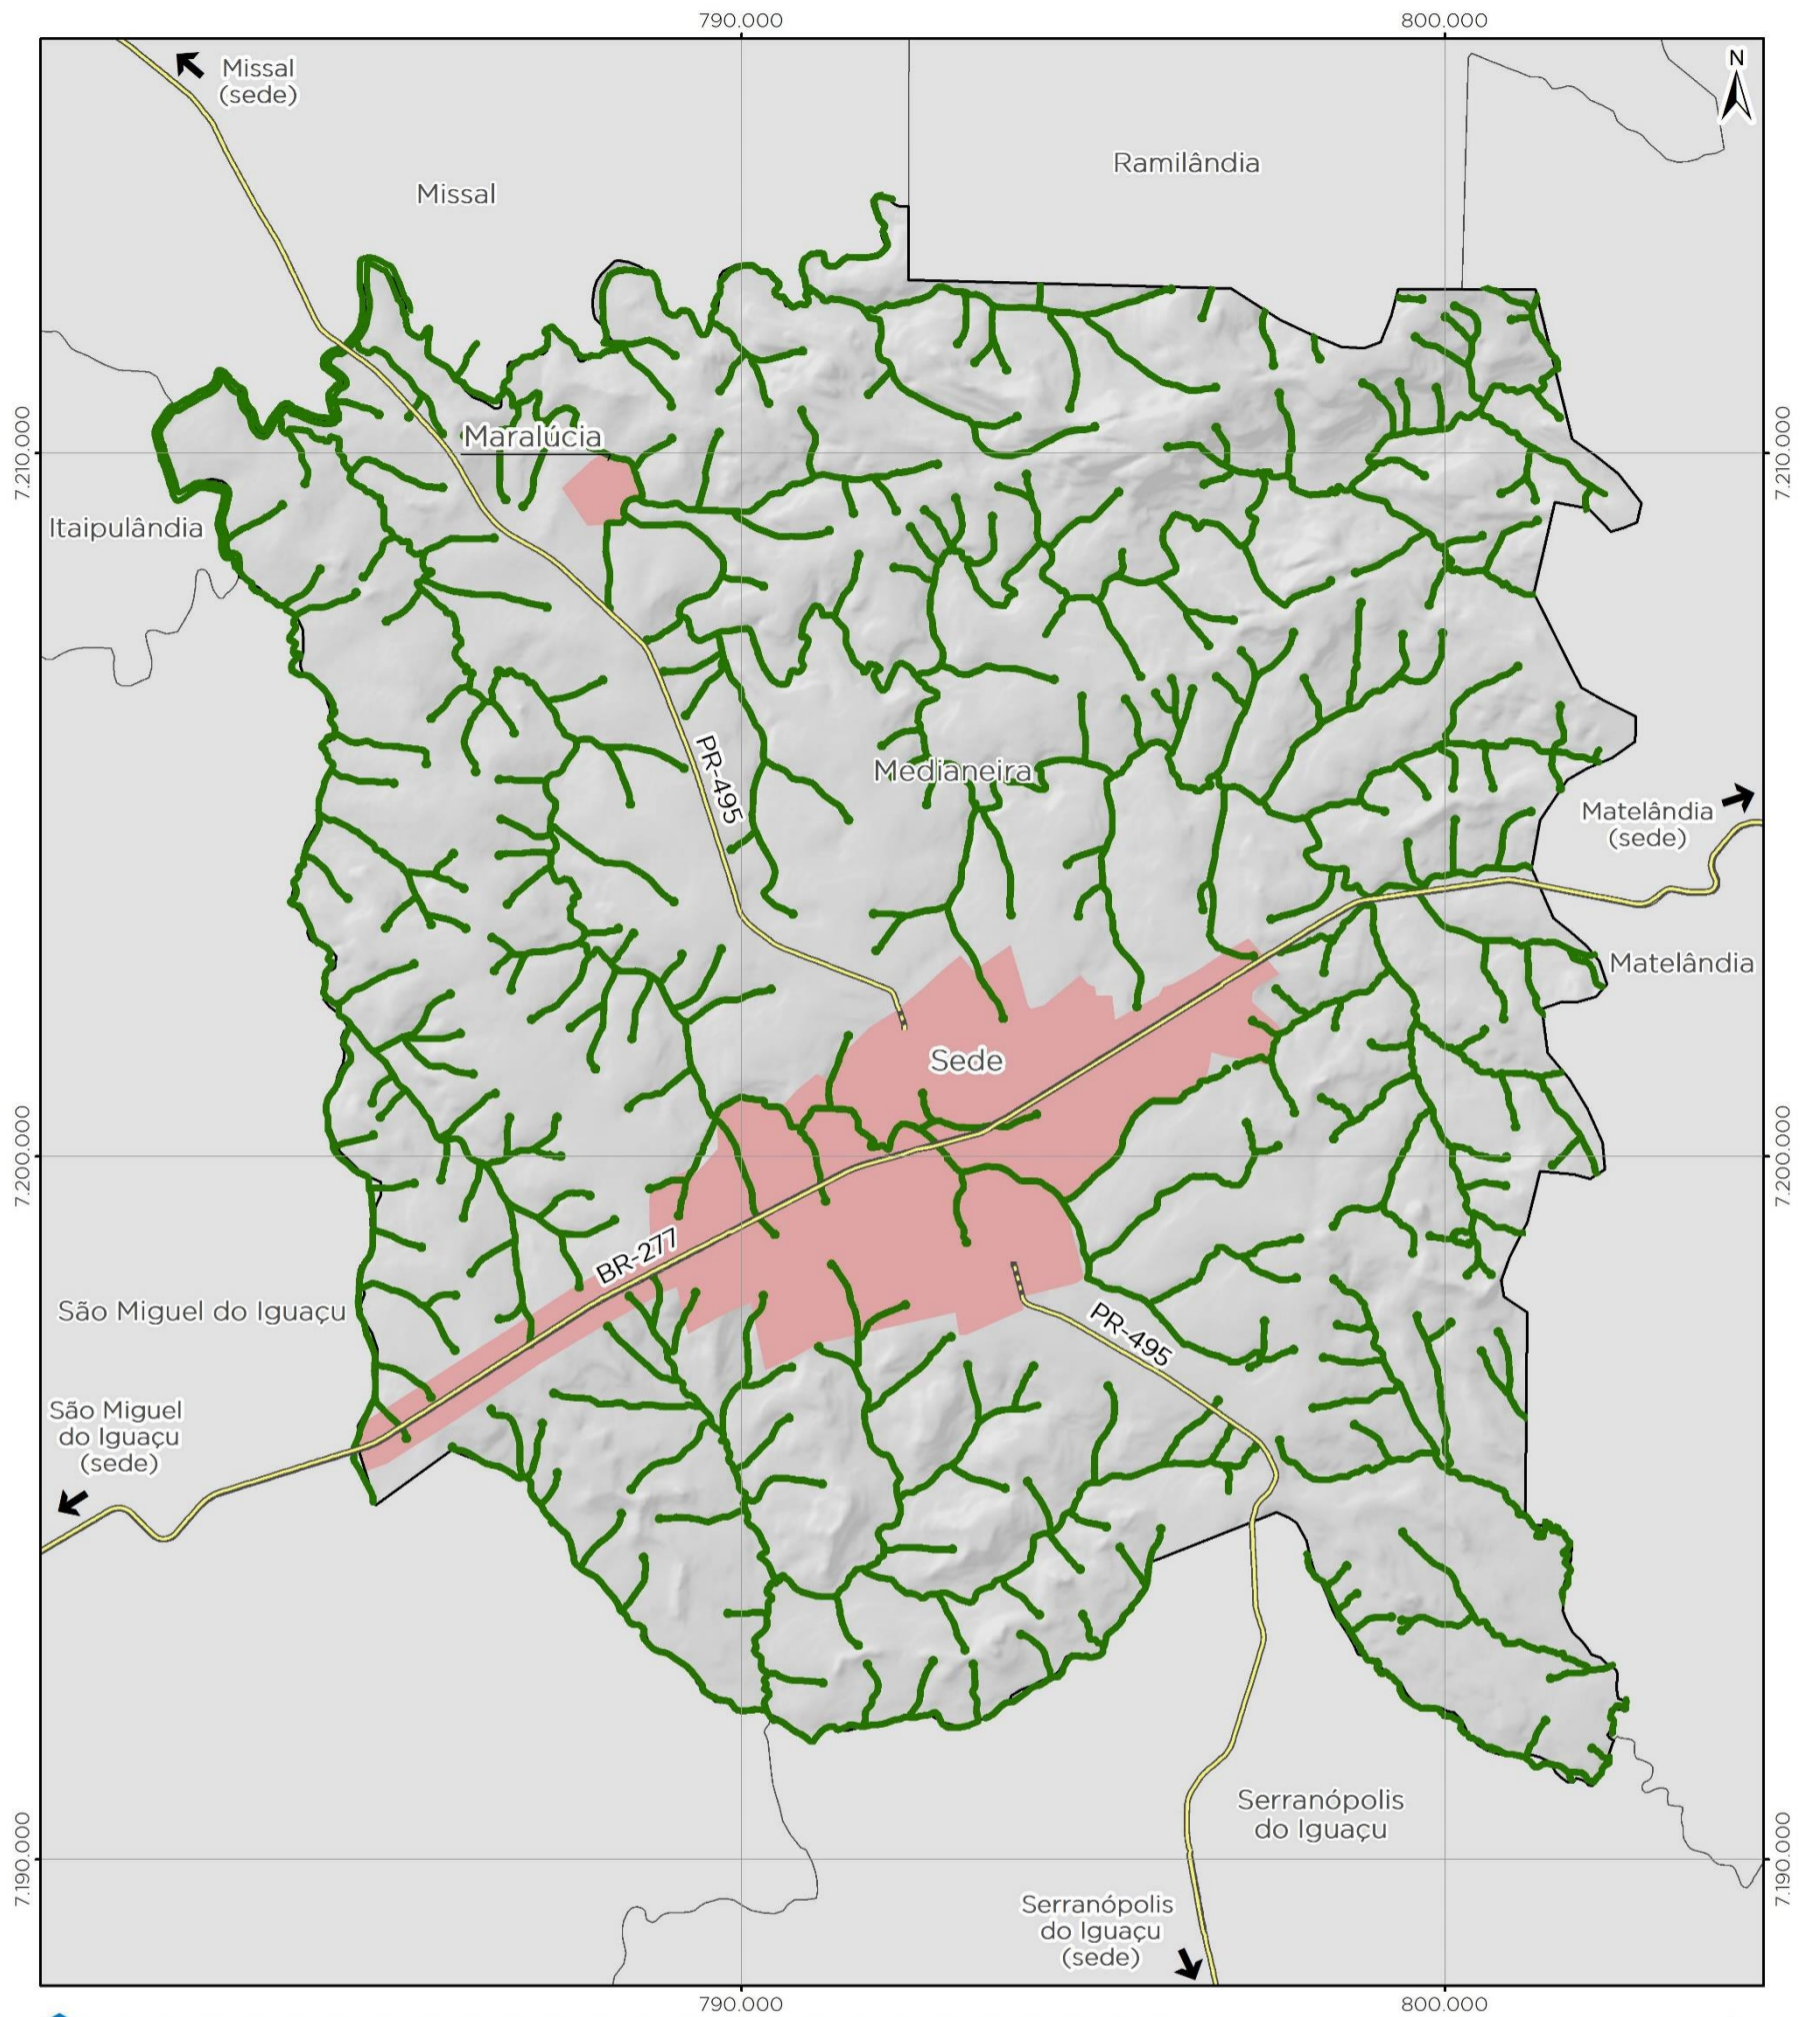 790.000
800.000
Missal
(sede)
N
Ramilândia
Missal
7.210.000
7.210.000
Maralúcia
Itaipulândia
PR-495
Medianeira
Matelândia
(sede)
Matelândia
Sede
7.200.000
7.200.000
BR-277
São Miguel do Iguaçu
PR-495
São Miguel
do Iguaçu
(sede)
Serranópolis
do Iguaçu
7.190.000
7.190.000
Serranópolis
do Iguaçu
(sede)
790.000
800.000